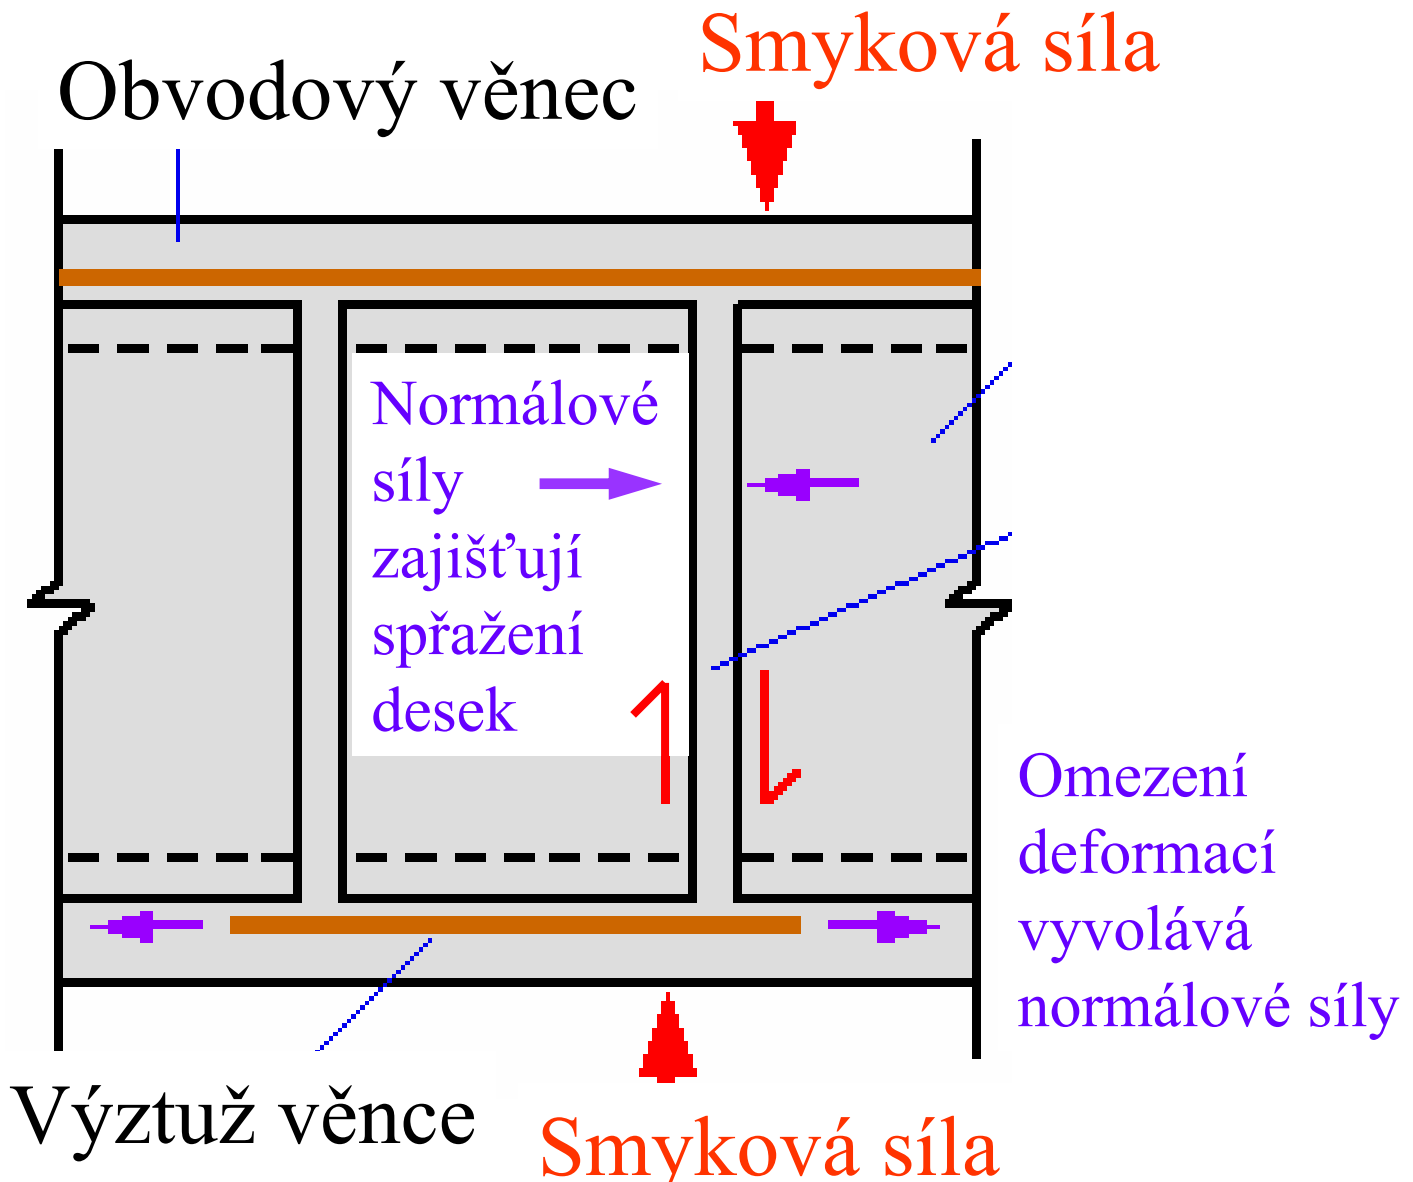 Smyková síla
Obvodový věnec
Normálové
síly
zajišťují
spřažení
desek
Omezení
deformací
vyvolává
normálové síly
Výztuž věnce
Smyková síla